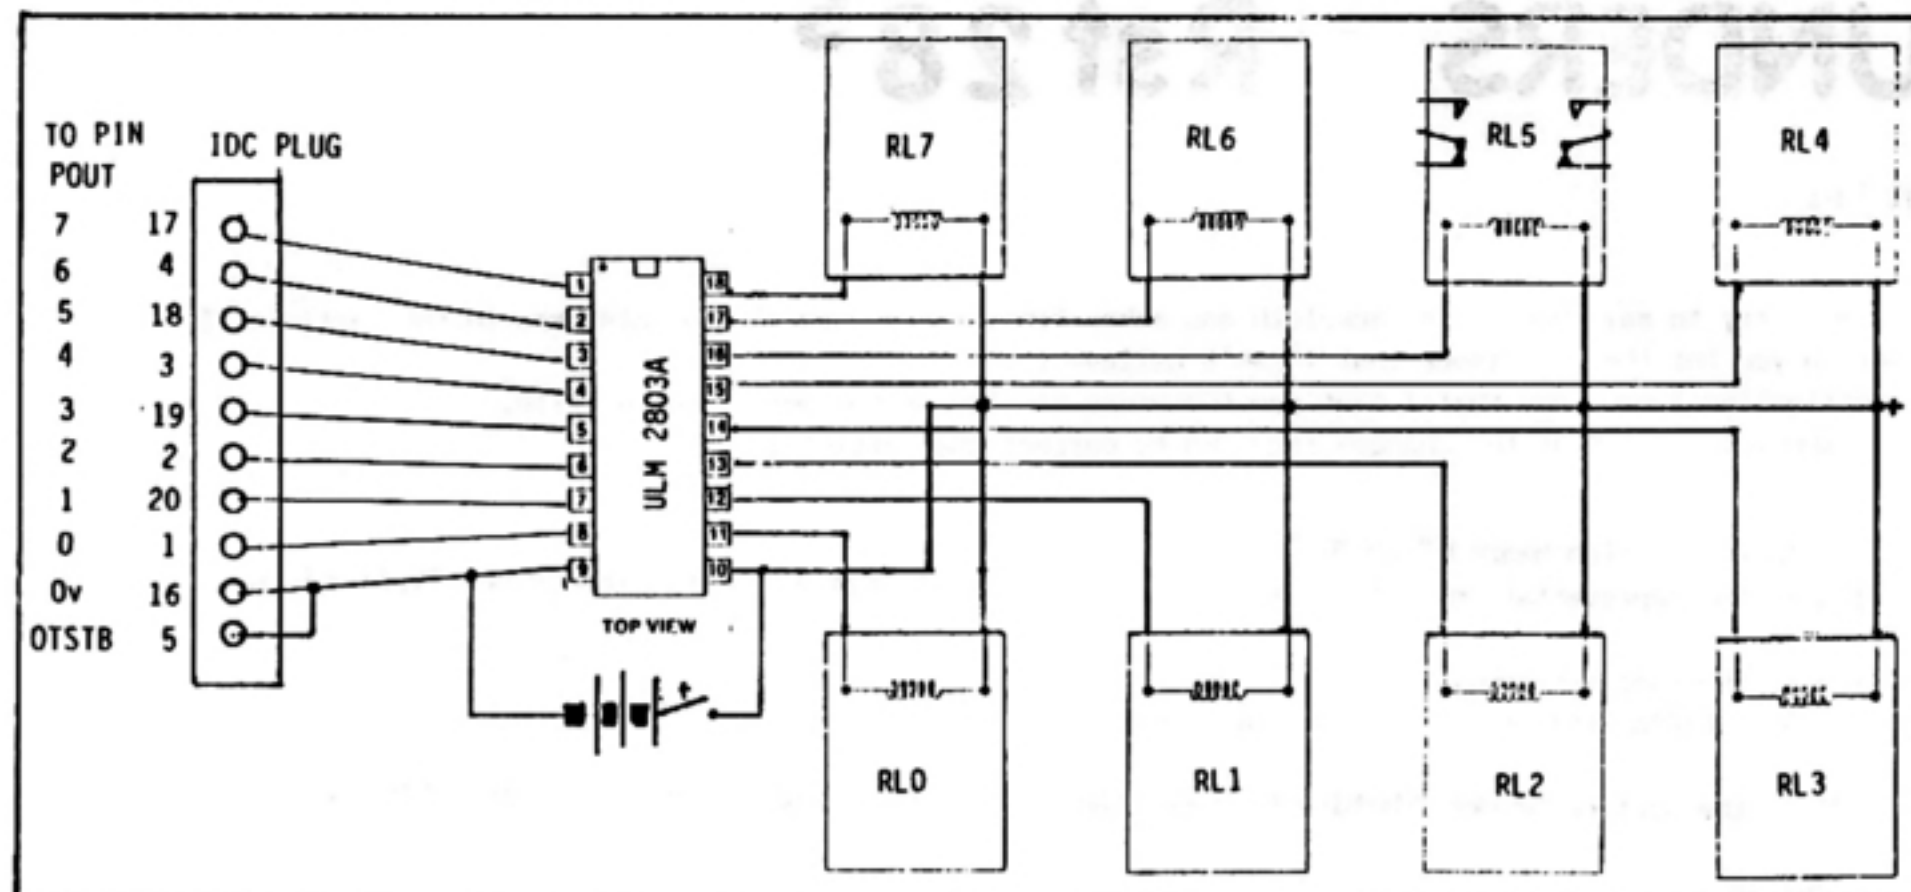 TO PIN
POUT
IDC PLUG
7 17
6 4
5 18
4 3
3 19
2 2
1 20
0 1
0v 16
OTSTB 5
1 18
2 17
3 16
4 15
5 14
6 13
7 12
8 11
9 10
ULM 2803A
TOP VIEW
+
+
RL7
RL6
RL5
RL4
RL0
RL1
RL2
RL3